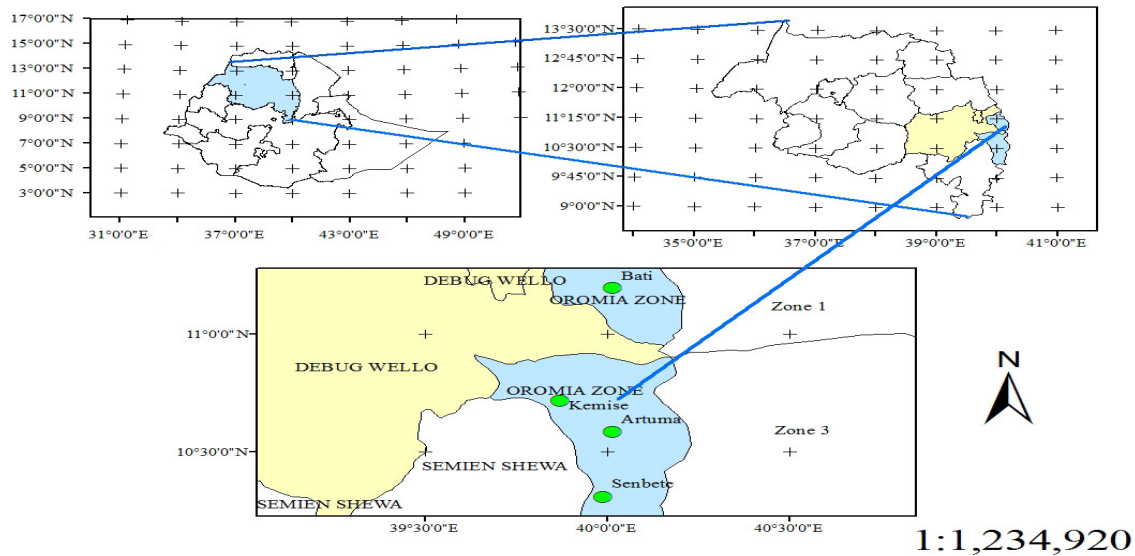 17°0'0"N
15°0'0"N
13°0'0"N
11°0'0"N
9°0'0"N
7°0'0"N
5°0'0"N
3°0'0"N
31°0'0"E
37°0'0"E
43°0'0"E
49°0'0"E
13°30'0"N
12°45'0"N
12°0'0"N
11°15'0"N
10°30'0"N
9°45'0"N
9°0'0"N
35°0'0"E
37°0'0"E
39°0'0"E
41°0'0"E
DEBUG WELLO
Bati
OROMIA ZONE
Zone 1
11°0'0"N
DEBUG WELLO
OROMIA ZONE
Kemise
Artuma
Zone 3
10°30'0"N
SEMIEN SHEWA
Senbete
SEMIEN SHEWA
39°30'0"E
40°0'0"E
40°30'0"E
N
1:1,234,920